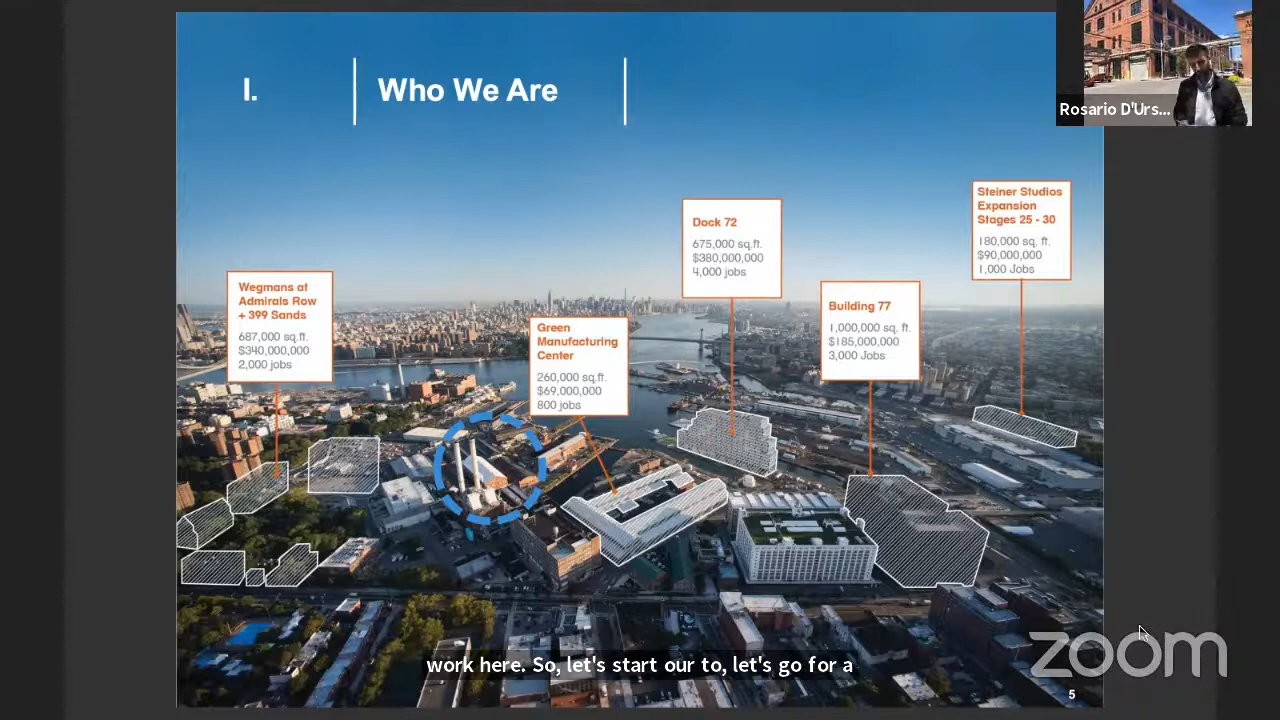 I.
Who We Are
Rosario D'Urs...
Steiner Studios
Expansion
Stages 25 - 30
180,000 sq. ft.
$90,000,000
1,000 Jobs
Dock 72
675,000 sq.ft.
$380,000,000
4,000 jobs
Wegmans at
Admirals Row
+ 399 Sands
687,000 sq.ft.
$340,000,000
2,000 jobs
Building 77
1,000,000 sq. ft.
$185,000,000
3,000 Jobs
Green
Manufacturing
Center
260,000 sq.ft.
$69,000,000
800 jobs
work here. So, let's start our to, let's go for a
zoom
5